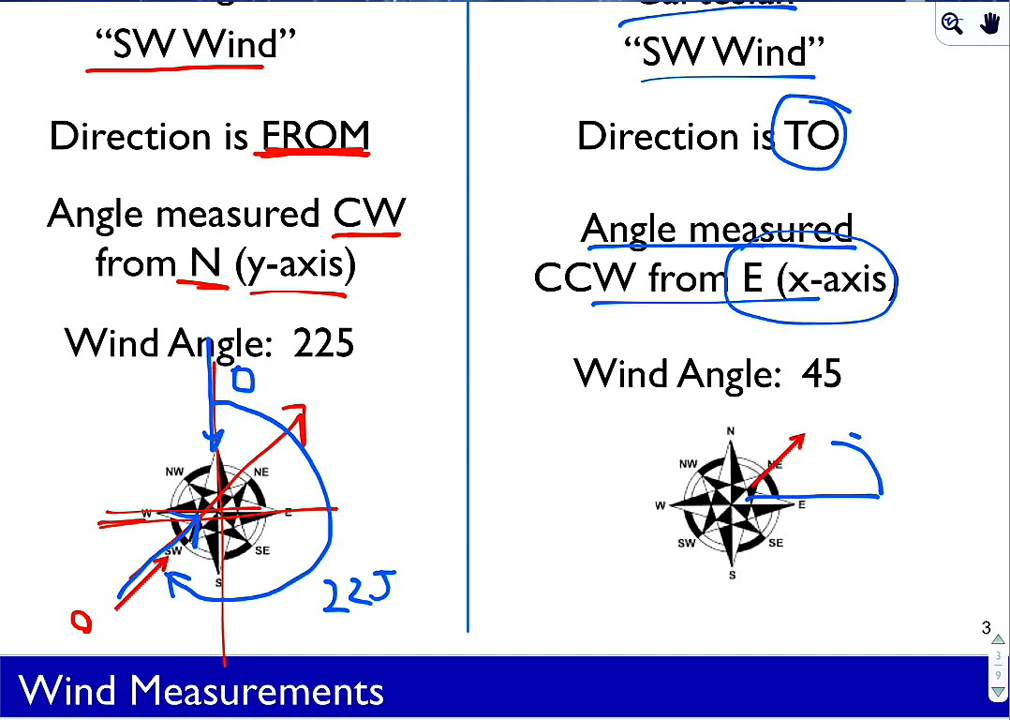 “SW Wind”
Direction is FROM
Angle measured CW
from N (y-axis)
Wind Angle: 225
0
NW
NE
W
E
SW
SE
S
225
0
“SW Wind”
Direction is TO
Angle measured
CCW from E (x-axis)
Wind Angle: 45
N
NW
NE
W
E
SW
SE
S
3
3
9
Wind Measurements